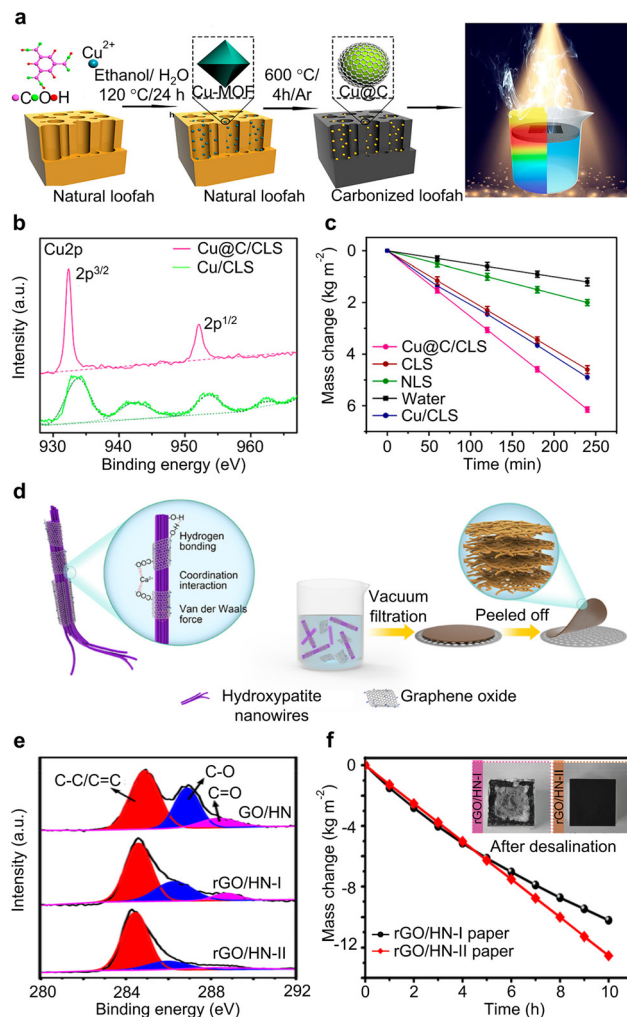 a
Cu2+
Ethanol/ H2O
120 °C/24 h
Cu-MOF
600 °C/
4h/Ar
Cu@C
C O H
h
Natural loofah
Natural loofah
Carbonized loofah
b
Cu2p
2p3/2
2p1/2
Cu@C/CLS
Cu/CLS
Intensity (a.u.)
930 940 950 960
Binding energy (eV)
c
Mass change (kg m-2)
0
2
4
6
Cu@C/CLS
CLS
NLS
Water
Cu/CLS
0 50 100 150 200 250
Time (min)
d
O-H
H-O
Hydrogen
bonding
Ca2+
Coordination
interaction
Van der Waals
force
Vacuum
filtration
Peeled off
Hydroxypatite
nanowires
Graphene oxide
e
C-C/C=C
C-O
C=O
GO/HN
rGO/HN-I
rGO/HN-II
Intensity (a.u.)
280 284 288 292
Binding energy (eV)
f
Mass change (kg m-2)
0
-4
-8
-12
rGO/HN-I
rGO/HN-II
After desalination
rGO/HN-I paper
rGO/HN-II paper
0 2 4 6 8 10
Time (h)